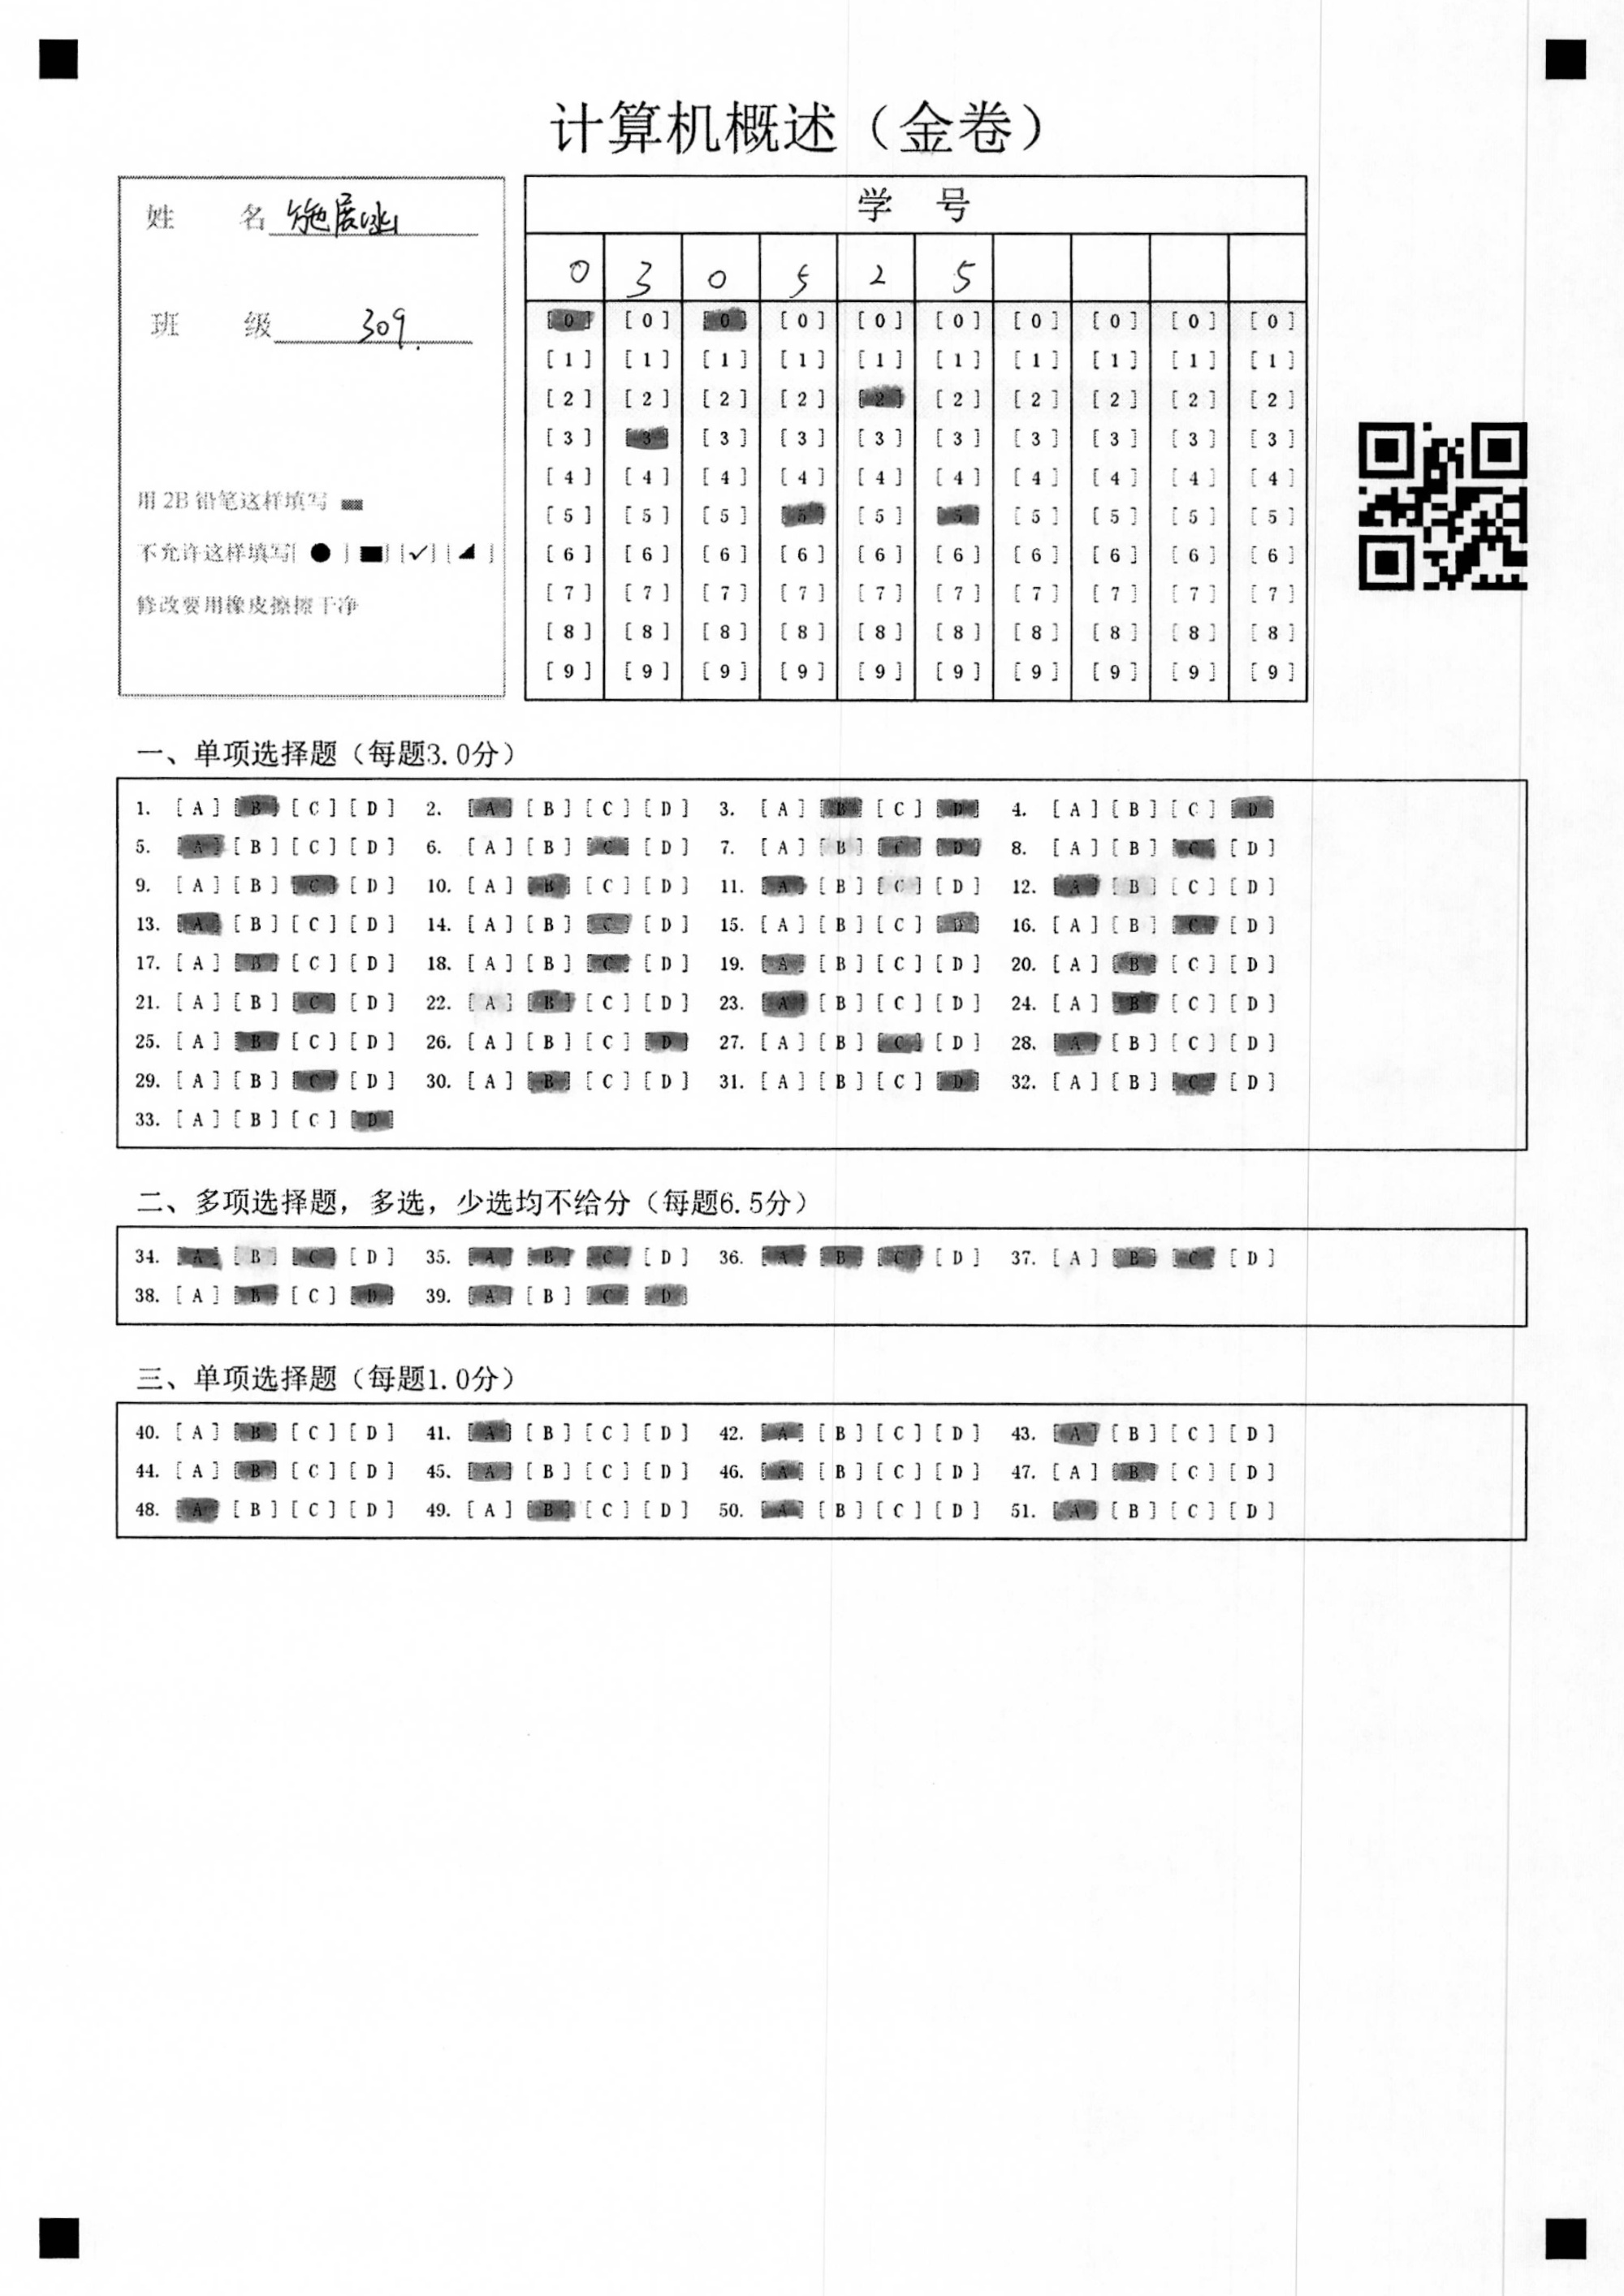 计算机概述（金卷）
姓 名 施展
班 级 309.
用 2B 铅笔这样填写
不允许这样填写[ ● ] [■] [✓] [◢ ]
修改要用橡皮擦擦干净
学 号
0 3 0 5 2 5
[0] [0] [0] [0] [0] [0] [0] [0] [0] [0]
[1] [1] [1] [1] [1] [1] [1] [1] [1] [1]
[2] [2] [2] [2] [2] [2] [2] [2] [2] [2]
[3] [3] [3] [3] [3] [3] [3] [3] [3] [3]
[4] [4] [4] [4] [4] [4] [4] [4] [4] [4]
[5] [5] [5] [5] [5] [5] [5] [5] [5] [5]
[6] [6] [6] [6] [6] [6] [6] [6] [6] [6]
[7] [7] [7] [7] [7] [7] [7] [7] [7] [7]
[8] [8] [8] [8] [8] [8] [8] [8] [8] [8]
[9] [9] [9] [9] [9] [9] [9] [9] [9] [9]
一、单项选择题（每题3.0分）
1. [A] [B] [C] [D] 2. [A] [B] [C] [D] 3. [A] [B] [C] [D] 4. [A] [B] [C] [D]
5. [A] [B] [C] [D] 6. [A] [B] [C] [D] 7. [A] [B] [C] [D] 8. [A] [B] [C] [D]
9. [A] [B] [C] [D] 10. [A] [B] [C] [D] 11. [A] [B] [C] [D] 12. [A] [B] [C] [D]
13. [A] [B] [C] [D] 14. [A] [B] [C] [D] 15. [A] [B] [C] [D] 16. [A] [B] [C] [D]
17. [A] [B] [C] [D] 18. [A] [B] [C] [D] 19. [A] [B] [C] [D] 20. [A] [B] [C] [D]
21. [A] [B] [C] [D] 22. [A] [B] [C] [D] 23. [A] [B] [C] [D] 24. [A] [B] [C] [D]
25. [A] [B] [C] [D] 26. [A] [B] [C] [D] 27. [A] [B] [C] [D] 28. [A] [B] [C] [D]
29. [A] [B] [C] [D] 30. [A] [B] [C] [D] 31. [A] [B] [C] [D] 32. [A] [B] [C] [D]
33. [A] [B] [C] [D]
二、多项选择题，多选，少选均不给分（每题6.5分）
34. [A] [B] [C] [D] 35. [A] [B] [C] [D] 36. [A] [B] [C] [D] 37. [A] [B] [C] [D]
38. [A] [B] [C] [D] 39. [A] [B] [C] [D]
三、单项选择题（每题1.0分）
40. [A] [B] [C] [D] 41. [A] [B] [C] [D] 42. [A] [B] [C] [D] 43. [A] [B] [C] [D]
44. [A] [B] [C] [D] 45. [A] [B] [C] [D] 46. [A] [B] [C] [D] 47. [A] [B] [C] [D]
48. [A] [B] [C] [D] 49. [A] [B] [C] [D] 50. [A] [B] [C] [D] 51. [A] [B] [C] [D]